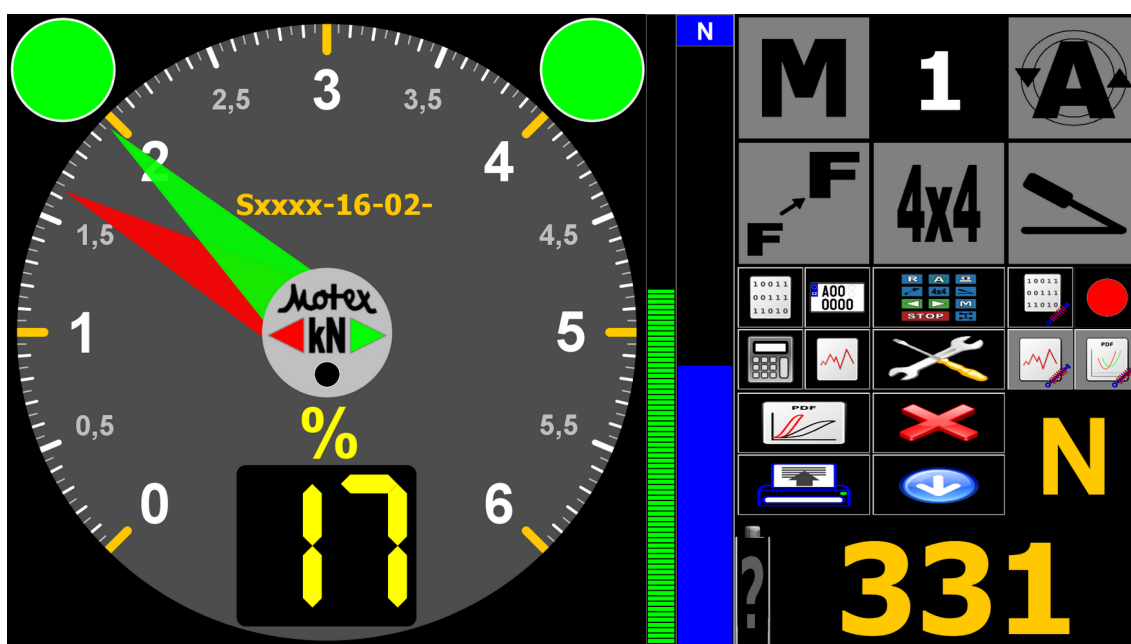 N
M 1 A
2,5 3 3,5
2 4
Sxxxx-16-02-
F F 4x4
1,5 4,5
Motex
kN
1 5
10011
00111
11010
A00
0000
R A
4x4
M
STOP
10011
00111
11010
PDF
%
0,5 5,5
PDF
N
0 6
17
?
331